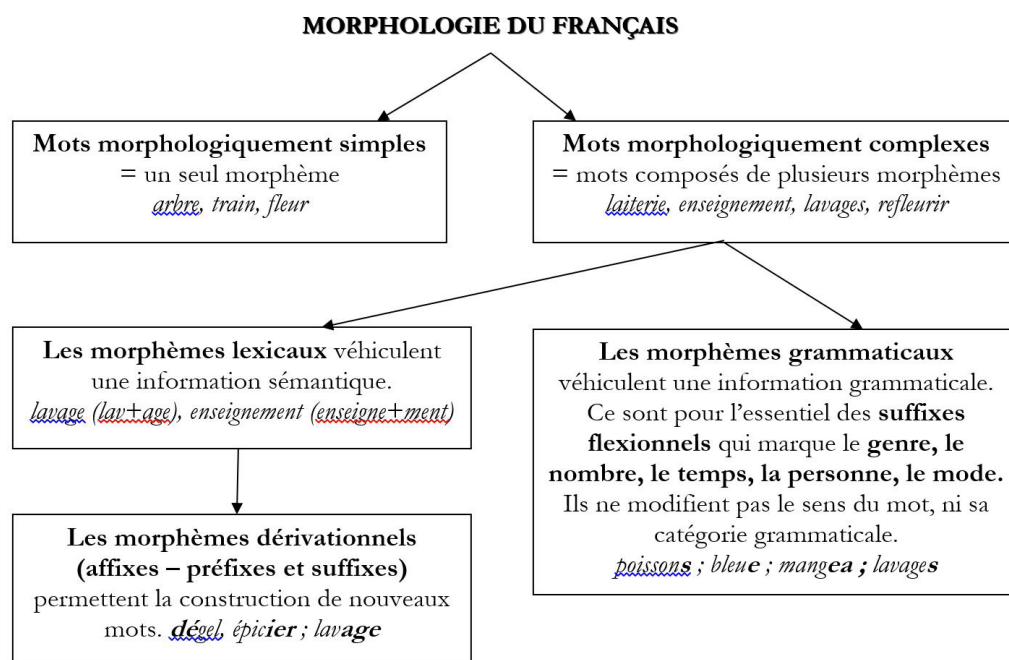 MORPHOLOGIE DU FRANÇAIS
Mots morphologiquement simples
= un seul morphème
arbre, train, fleur
Mots morphologiquement complexes
= mots composés de plusieurs morphèmes
laiterie, enseignement, lavages, refleurir
Les morphèmes lexicaux véhiculent
une information sémantique.
lavage (lav+age), enseignement (enseigne+ment)
Les morphèmes grammaticaux
véhiculent une information grammaticale.
Ce sont pour l’essentiel des suffixes
flexionnels qui marque le genre, le
nombre, le temps, la personne, le mode.
Ils ne modifient pas le sens du mot, ni sa
catégorie grammaticale.
poissons ; bleue ; mangea ; lavages
Les morphèmes dérivationnels
(affixes – préfixes et suffixes)
permettent la construction de nouveaux
mots. dégel, épicier ; lavage